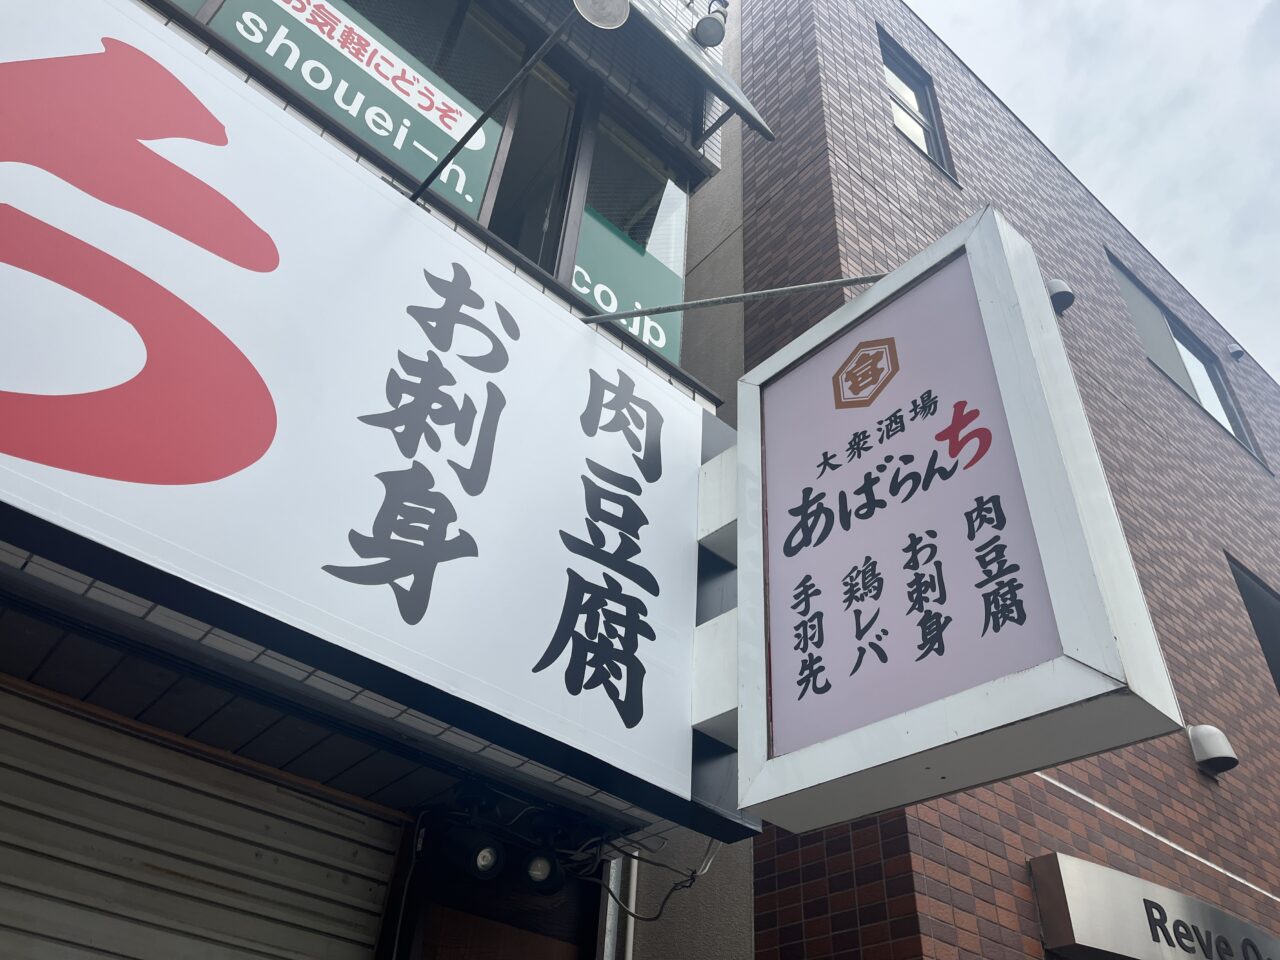 お気軽にどうぞ
shouei-n.
co.jp
ち
肉豆腐
お刺身
大衆酒場
あばらんち
肉豆腐
お刺身
鶏レバ
手羽先
Reve